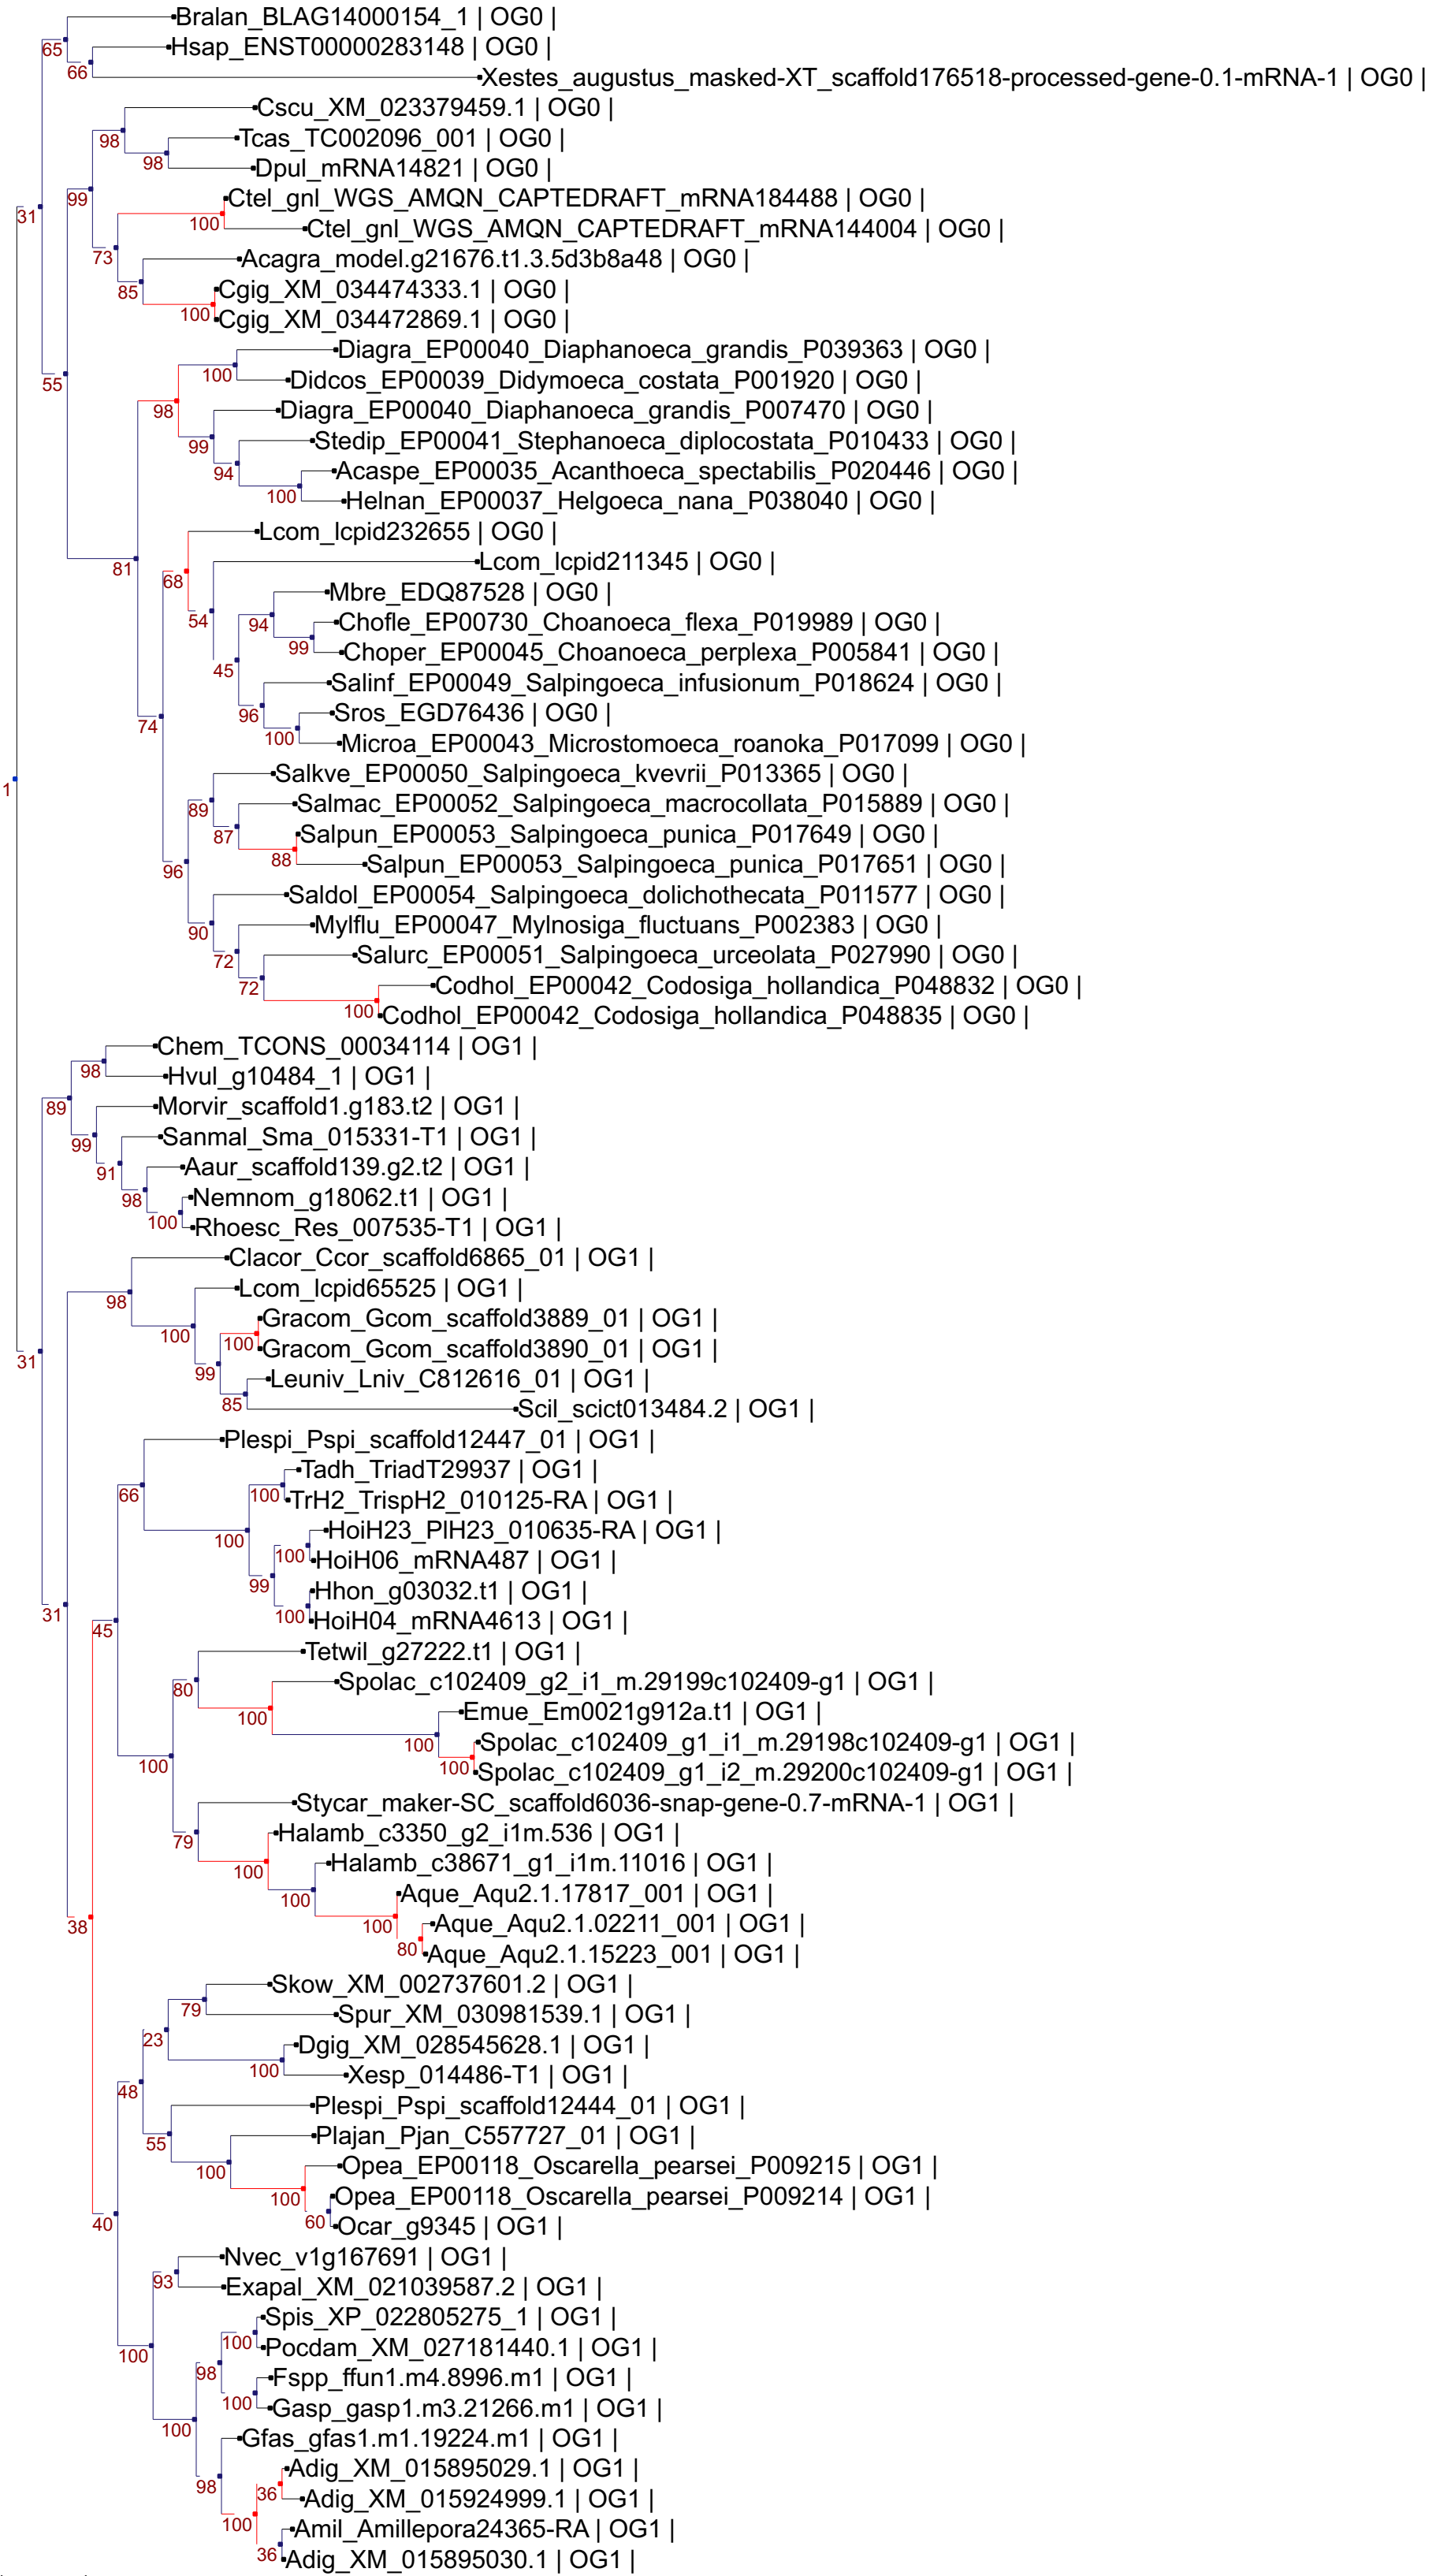 Bralan_BLAG14000154_1 | OG0 |
65
Hsap_ENST00000283148 | OG0 |
66
Xestes_augustus_masked-XT_scaffold176518-processed-gene-0.1-mRNA-1 | OG0 |
Cscu_XM_023379459.1 | OG0 |
98
Tcas_TC002096_001 | OG0 |
98
Dpul_mRNA14821 | OG0 |
99
Ctel_gnl_WGS_AMQN_CAPTEDRAFT_mRNA184488 | OG0 |
31
100
Ctel_gnl_WGS_AMQN_CAPTEDRAFT_mRNA144004 | OG0 |
73
Acagra_model.g21676.t1.3.5d3b8a48 | OG0 |
85
Cgig_XM_034474333.1 | OG0 |
100
Cgig_XM_034472869.1 | OG0 |
Diagra_EP00040_Diaphanoeca_grandis_P039363 | OG0 |
100
55
Didcos_EP00039_Didymoeca_costata_P001920 | OG0 |
98
Diagra_EP00040_Diaphanoeca_grandis_P007470 | OG0 |
99
Stedip_EP00041_Stephanoeca_diplocostata_P010433 | OG0 |
94
Acaspe_EP00035_Acanthoeca_spectabilis_P020446 | OG0 |
100
Helnan_EP00037_Helgoeca_nana_P038040 | OG0 |
Lcom_lcpid232655 | OG0 |
81
68
Lcom_lcpid211345 | OG0 |
54
Mbre_EDQ87528 | OG0 |
94
Chofle_EP00730_Choanoeca_flexa_P019989 | OG0 |
99
Choper_EP00045_Choanoeca_perplexa_P005841 | OG0 |
45
Salinf_EP00049_Salpingoeca_infusionum_P018624 | OG0 |
96
Sros_EGD76436 | OG0 |
74
100
Microa_EP00043_Microstomoeca_roanoka_P017099 | OG0 |
Salkve_EP00050_Salpingoeca_kvevrii_P013365 | OG0 |
1
89
Salmac_EP00052_Salpingoeca_macrocollata_P015889 | OG0 |
87
Salpun_EP00053_Salpingoeca_punica_P017649 | OG0 |
88
Salpun_EP00053_Salpingoeca_punica_P017651 | OG0 |
96
Saldol_EP00054_Salpingoeca_dolichothecata_P011577 | OG0 |
90
Mylflu_EP00047_Mylnosiga_fluctuans_P002383 | OG0 |
72
Salurc_EP00051_Salpingoeca_urceolata_P027990 | OG0 |
72
Codhol_EP00042_Codosiga_hollandica_P048832 | OG0 |
100
Codhol_EP00042_Codosiga_hollandica_P048835 | OG0 |
Chem_TCONS_00034114 | OG1 |
98
Hvul_g10484_1 | OG1 |
89
Morvir_scaffold1.g183.t2 | OG1 |
99
Sanmal_Sma_015331-T1 | OG1 |
91
Aaur_scaffold139.g2.t2 | OG1 |
98
Nemnom_g18062.t1 | OG1 |
100
Rhoesc_Res_007535-T1 | OG1 |
Clacor_Ccor_scaffold6865_01 | OG1 |
98
Lcom_lcpid65525 | OG1 |
100
Gracom_Gcom_scaffold3889_01 | OG1 |
100
Gracom_Gcom_scaffold3890_01 | OG1 |
31
99
Leuniv_Lniv_C812616_01 | OG1 |
85
Scil_scict013484.2 | OG1 |
Plespi_Pspi_scaffold12447_01 | OG1 |
Tadh_TriadT29937 | OG1 |
66
100
TrH2_TrispH2_010125-RA | OG1 |
HoiH23_PlH23_010635-RA | OG1 |
100
100
HoiH06_mRNA487 | OG1 |
99
Hhon_g03032.t1 | OG1 |
31
100
HoiH04_mRNA4613 | OG1 |
45
Tetwil_g27222.t1 | OG1 |
80
Spolac_c102409_g2_i1_m.29199c102409-g1 | OG1 |
100
Emue_Em0021g912a.t1 | OG1 |
100
Spolac_c102409_g1_i1_m.29198c102409-g1 | OG1 |
100
100
Spolac_c102409_g1_i2_m.29200c102409-g1 | OG1 |
Stycar_maker-SC_scaffold6036-snap-gene-0.7-mRNA-1 | OG1 |
Halamb_c3350_g2_i1m.536 | OG1 |
79
Halamb_c38671_g1_i1m.11016 | OG1 |
100
Aque_Aqu2.1.17817_001 | OG1 |
100
Aque_Aqu2.1.02211_001 | OG1 |
38
100
80
Aque_Aqu2.1.15223_001 | OG1 |
Skow_XM_002737601.2 | OG1 |
79
Spur_XM_030981539.1 | OG1 |
23
Dgig_XM_028545628.1 | OG1 |
100
Xesp_014486-T1 | OG1 |
48
Plespi_Pspi_scaffold12444_01 | OG1 |
Plajan_Pjan_C557727_01 | OG1 |
55
Opea_EP00118_Oscarella_pearsei_P009215 | OG1 |
100
Opea_EP00118_Oscarella_pearsei_P009214 | OG1 |
100
60
40
Ocar_g9345 | OG1 |
Nvec_v1g167691 | OG1 |
93
Exapal_XM_021039587.2 | OG1 |
Spis_XP_022805275_1 | OG1 |
100
Pocdam_XM_027181440.1 | OG1 |
100
98
Fspp_ffun1.m4.8996.m1 | OG1 |
100
Gasp_gasp1.m3.21266.m1 | OG1 |
100
Gfas_gfas1.m1.19224.m1 | OG1 |
Adig_XM_015895029.1 | OG1 |
98
36
Adig_XM_015924999.1 | OG1 |
100
Amil_Amillepora24365-RA | OG1 |
36
Adig_XM_015895030.1 | OG1 |